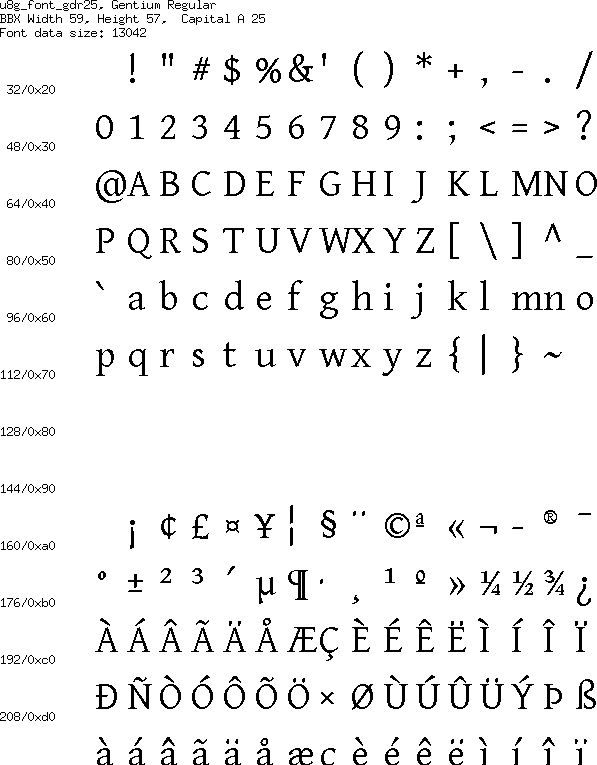 u8g_font_gdr25, Gentium Regular
BBX Width 59, Height 57,  Capital A 25
Font data size: 13042
32/0x20 ! " # $ % & ' ( ) * + , - . /
48/0x30 0 1 2 3 4 5 6 7 8 9 : ; < = > ?
64/0x40 @ A B C D E F G H I J K L M N O
80/0x50 P Q R S T U V W X Y Z [ \ ] ^ _
96/0x60 ` a b c d e f g h i j k l m n o
112/0x70 p q r s t u v w x y z { | } ~
128/0x80
144/0x90
160/0xa0 ¡ ¢ £ ¤ ¥ ¦ § ¨ © ª « ¬ - ® ¯
176/0xb0 ° ± ² ³ ´ µ ¶ · ¸ ¹ º » ¼ ½ ¾ ¿
192/0xc0 À Á Â Ã Ä Å Æ Ç È É Ê Ë Ì Í Î Ï
208/0xd0 Ð Ñ Ò Ó Ô Õ Ö × Ø Ù Ú Û Ü Ý Þ ß
à á â ã ä å æ ç è é ê ë ì í î ï